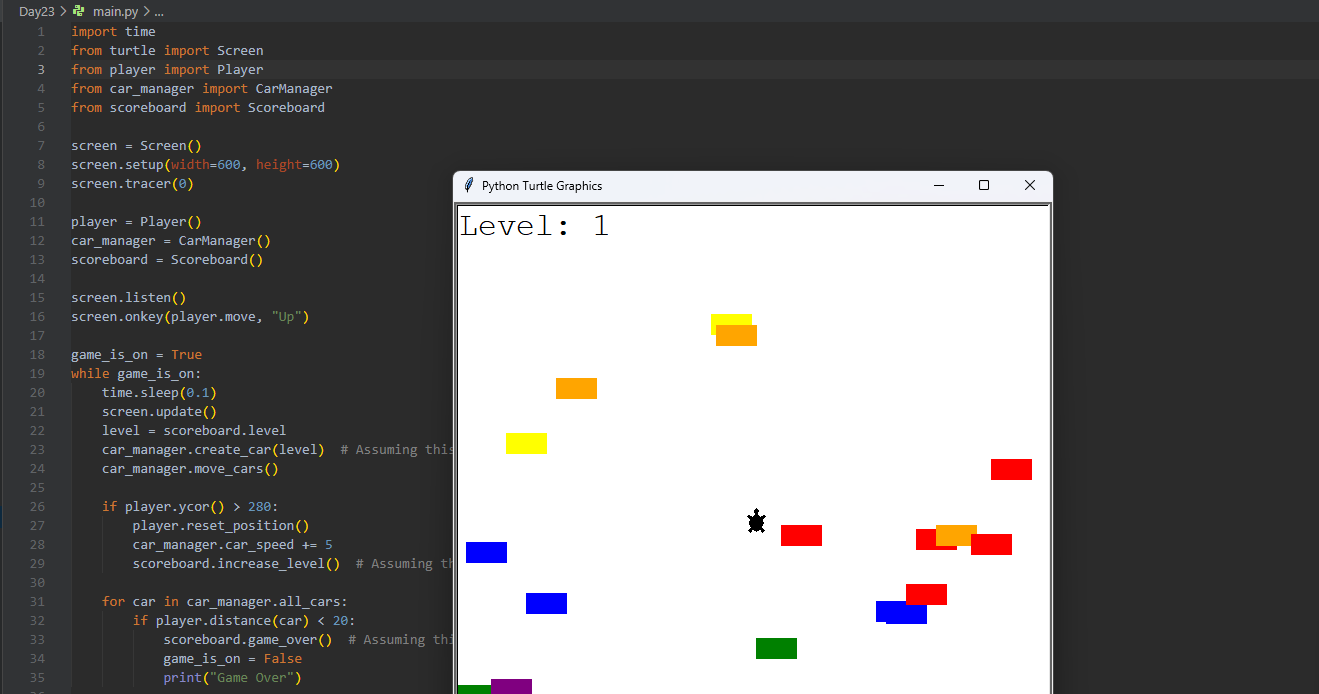 Day23 > main.py > ...
1 import time
2 from turtle import Screen
3 from player import Player
4 from car_manager import CarManager
5 from scoreboard import Scoreboard
6
7 screen = Screen()
8 screen.setup(width=600, height=600)
9 screen.tracer(0)
10
11 player = Player()
12 car_manager = CarManager()
13 scoreboard = Scoreboard()
14
15 screen.listen()
16 screen.onkey(player.move, "Up")
17
18 game_is_on = True
19 while game_is_on:
20     time.sleep(0.1)
21     screen.update()
22     level = scoreboard.level
23     car_manager.create_car(level)  # Assuming this
24     car_manager.move_cars()
25
26     if player.ycor() > 280:
27         player.reset_position()
28         car_manager.car_speed += 5
29         scoreboard.increase_level()  # Assuming th
30
31     for car in car_manager.all_cars:
32         if player.distance(car) < 20:
33             scoreboard.game_over()  # Assuming thi
34             game_is_on = False
35             print("Game Over")
Python Turtle Graphics
Level: 1